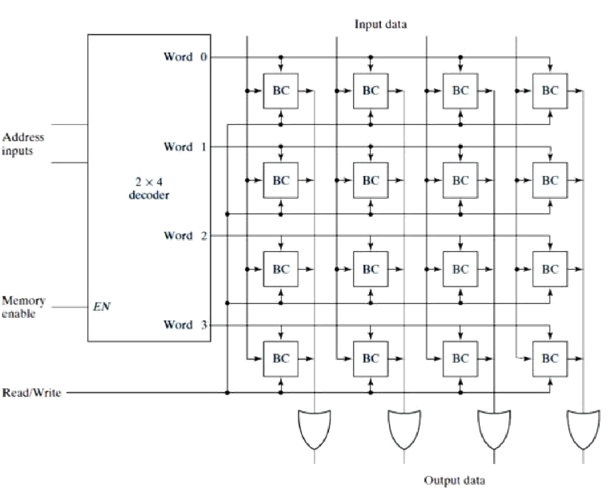 Input data
Word 0
BC BC BC BC
Address
inputs
Word 1
2 × 4
decoder
BC BC BC BC
Word 2
BC BC BC BC
Memory
enable
EN
Word 3
BC BC BC BC
Read/Write
Output data